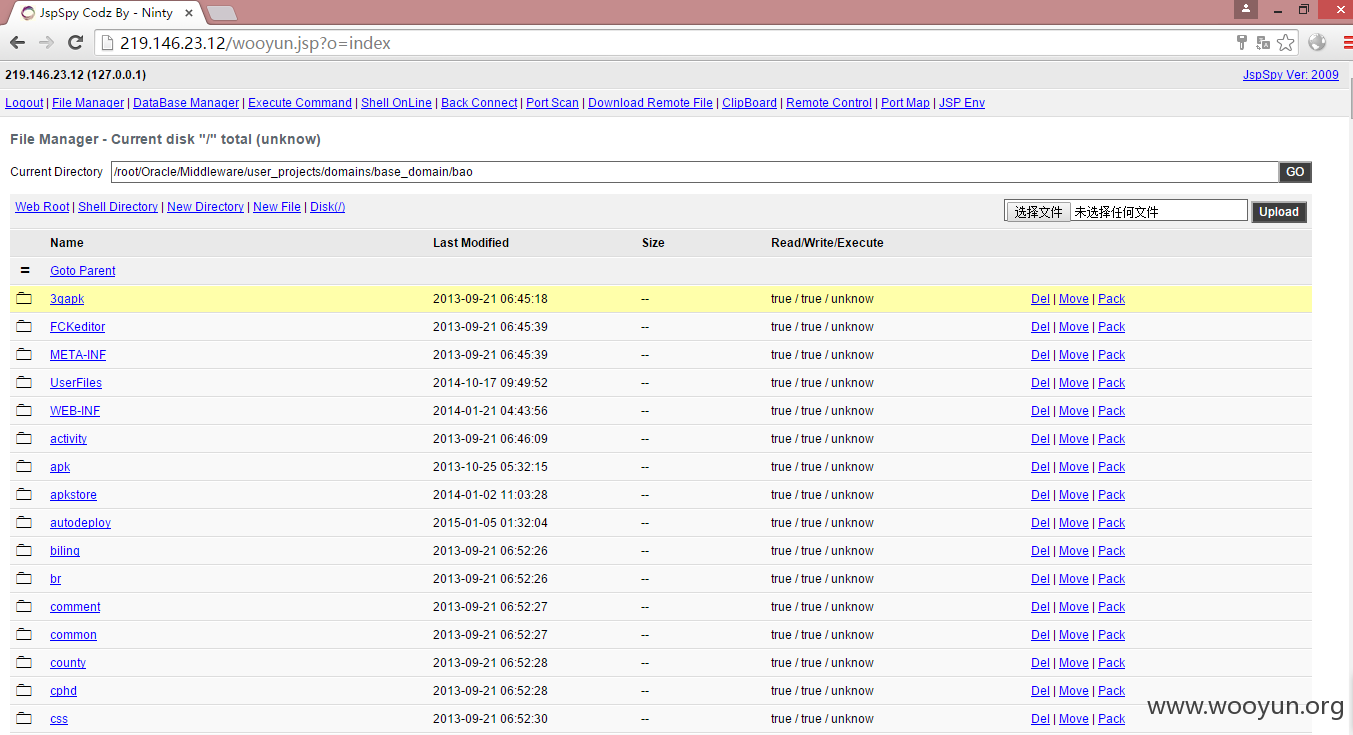 JspSpy Codz By - Ninty
219.146.23.12/wooyun.jsp?o=index
219.146.23.12 (127.0.0.1) JspSpy Ver: 2009
Logout | File Manager | DataBase Manager | Execute Command | Shell OnLine | Back Connect | Port Scan | Download Remote File | ClipBoard | Remote Control | Port Map | JSP Env
File Manager - Current disk "/" total (unknow)
Current Directory /root/Oracle/Middleware/user_projects/domains/base_domain/bao GO
Web Root | Shell Directory | New Directory | New File | Disk(/) 选择文件 未选择任何文件 Upload
Name Last Modified Size Read/Write/Execute
= Goto Parent
3gapk 2013-09-21 06:45:18 -- true / true / unknow Del | Move | Pack
FCKeditor 2013-09-21 06:45:39 -- true / true / unknow Del | Move | Pack
META-INF 2013-09-21 06:45:39 -- true / true / unknow Del | Move | Pack
UserFiles 2014-10-17 09:49:52 -- true / true / unknow Del | Move | Pack
WEB-INF 2014-01-21 04:43:56 -- true / true / unknow Del | Move | Pack
activity 2013-09-21 06:46:09 -- true / true / unknow Del | Move | Pack
apk 2013-10-25 05:32:15 -- true / true / unknow Del | Move | Pack
apkstore 2014-01-02 11:03:28 -- true / true / unknow Del | Move | Pack
autodeploy 2015-01-05 01:32:04 -- true / true / unknow Del | Move | Pack
biling 2013-09-21 06:52:26 -- true / true / unknow Del | Move | Pack
br 2013-09-21 06:52:26 -- true / true / unknow Del | Move | Pack
comment 2013-09-21 06:52:27 -- true / true / unknow Del | Move | Pack
common 2013-09-21 06:52:27 -- true / true / unknow Del | Move | Pack
county 2013-09-21 06:52:28 -- true / true / unknow Del | Move | Pack
cphd 2013-09-21 06:52:28 -- true / true / unknow Del | Move | Pack
css 2013-09-21 06:52:30 -- true / true / unknow Del | Move | Pack
www.wooyun.org